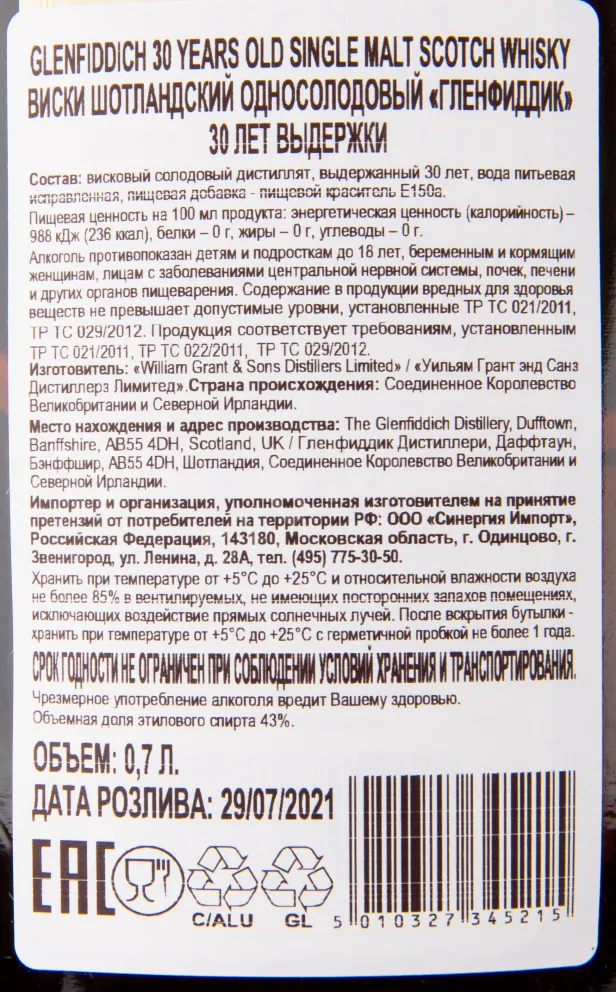 GLENFIDDICH 30 YEARS OLD SINGLE MALT SCOTCH WHISKY
ВИСКИ ШОТЛАНДСКИЙ ОДНОСОЛОДОВЫЙ «ГЛЕНФИДДИК»
30 ЛЕТ ВЫДЕРЖКИ
Состав: висковый солодовый дистиллят, выдержанный 30 лет, вода питьевая
исправленная, пищевая добавка - пищевой краситель Е150а.
Пищевая ценность на 100 мл продукта: энергетическая ценность (калорийность) –
988 кДж (236 ккал), белки – 0 г, жиры – 0 г, углеводы – 0 г.
Алкоголь противопоказан детям и подросткам до 18 лет, беременным и кормящим
женщинам, лицам с заболеваниями центральной нервной системы, почек, печени
и других органов пищеварения. Содержание в продукции вредных для здоровья
веществ не превышает допустимые уровни, установленные ТР ТС 021/2011,
ТР ТС 029/2012. Продукция соответствует требованиям, установленным
ТР ТС 021/2011, ТР ТС 022/2011, ТР ТС 029/2012.
Изготовитель: «William Grant & Sons Distillers Limited» / «Уильям Грант энд Санз
Дистиллерз Лимитед».Страна происхождения: Соединенное Королевство
Великобритании и Северной Ирландии.
Место нахождения и адрес производства: The Glenfiddich Distillery, Dufftown,
Banffshire, AB55 4DH, Scotland, UK / Гленфиддик Дистиллери, Даффтаун,
Бэнффшир, АВ55 4DH, Шотландия, Соединенное Королевство Великобритании и
Северной Ирландии.
Импортер и организация, уполномоченная изготовителем на принятие
претензий от потребителей на территории РФ: ООО «Синергия Импорт»,
Российская Федерация, 143180, Московская область, г. Одинцово, г.
Звенигород, ул. Ленина, д. 28А, тел. (495) 775-30-50.
Хранить при температуре от +5°С до +25°С и относительной влажности воздуха
не более 85% в вентилируемых, не имеющих посторонних запахов помещениях,
исключающих воздействие прямых солнечных лучей. После вскрытия бутылки -
хранить при температуре от +5°С до +25°С с герметичной пробкой не более 1 года.
СРОК ГОДНОСТИ НЕ ОГРАНИЧЕН ПРИ СОБЛЮДЕНИИ УСЛОВИЙ ХРАНЕНИЯ И ТРАНСПОРТИРОВАНИЯ.
Чрезмерное употребление алкоголя вредит Вашему здоровью.
Объемная доля этилового спирта 43%.
ОБЪЕМ: 0,7 Л.
ДАТА РОЗЛИВА: 29/07/2021
EAC
C/ALU GL 5 010327 345215